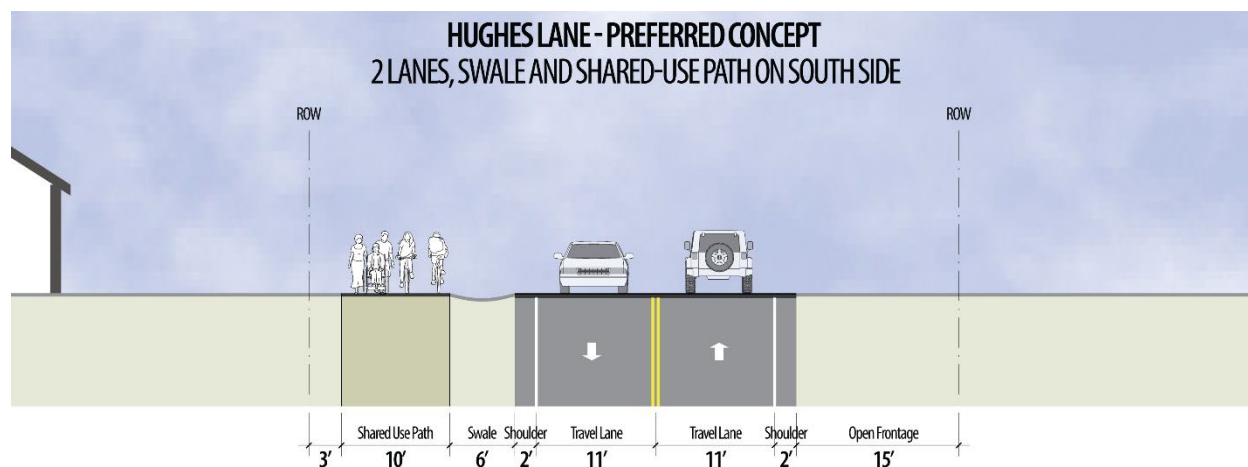 HUGHES LANE - PREFERRED CONCEPT
2 LANES, SWALE AND SHARED-USE PATH ON SOUTH SIDE
ROW ROW
Shared Use Path Swale Shoulder Travel Lane Travel Lane Shoulder Open Frontage
3' 10' 6' 2' 11' 11' 2' 15'